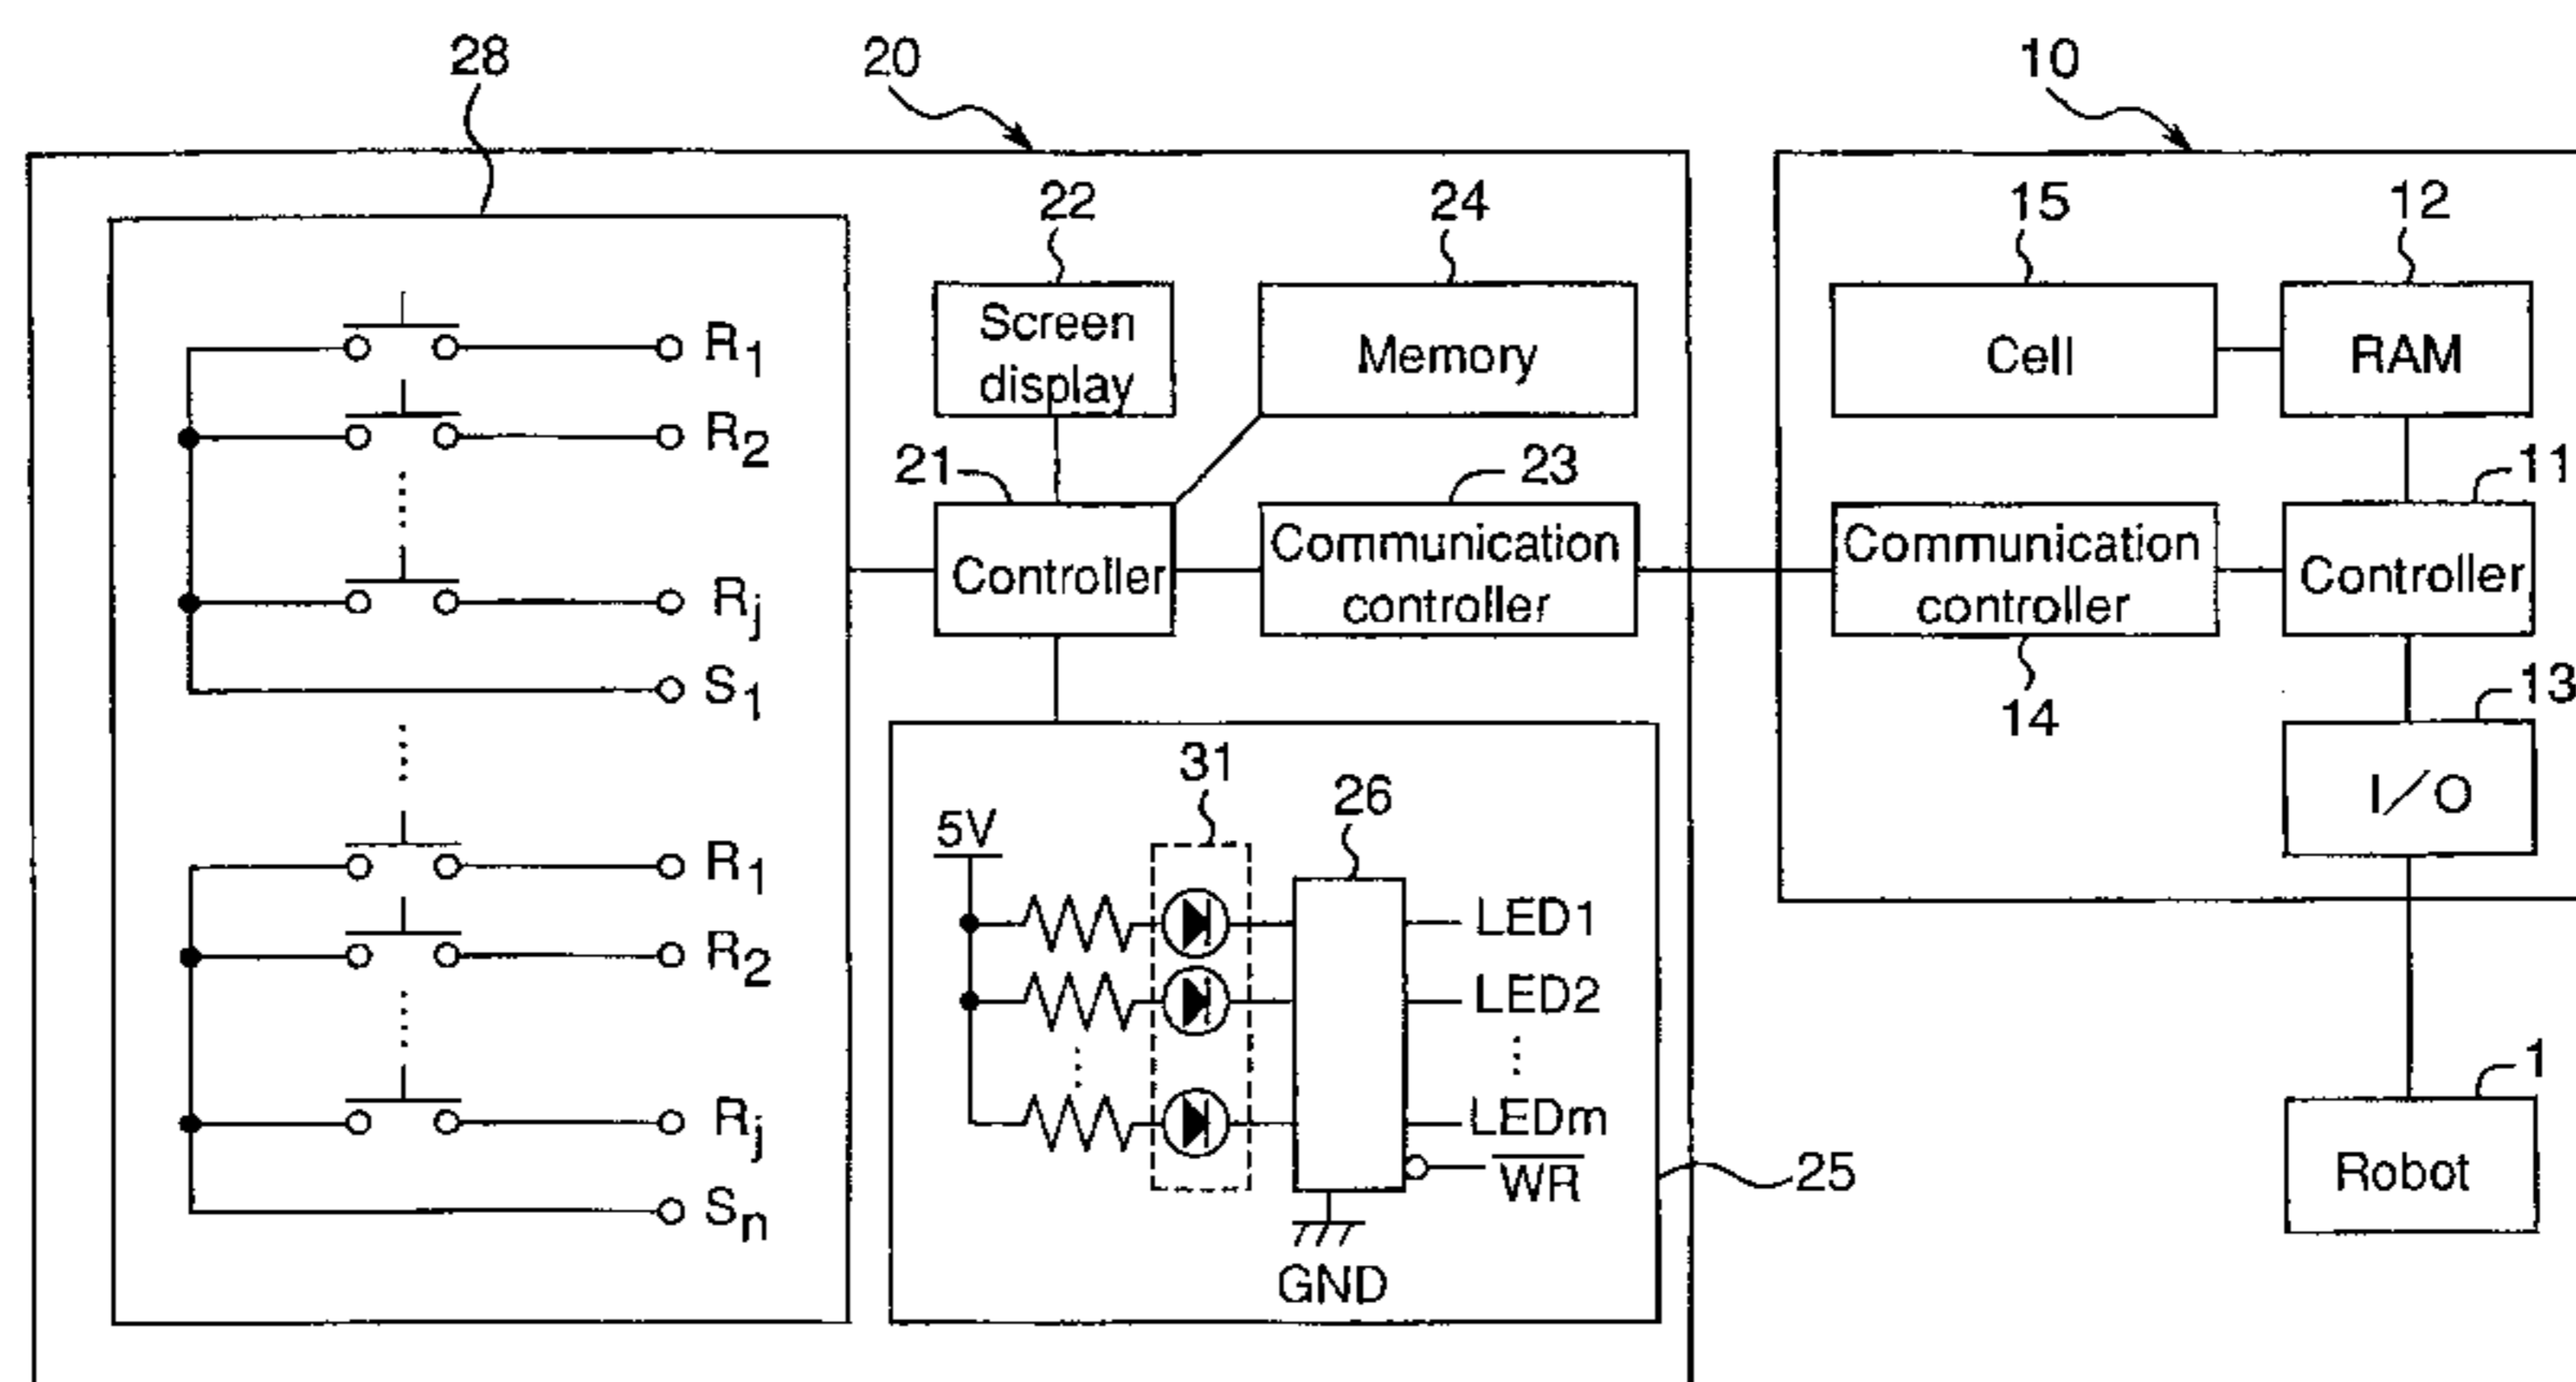 28
20
10
22
24
15
12
Screen
display
Memory
Cell
RAM
R1
R2
Rj
S1
21
23
11
Controller
Communication
controller
Communication
controller
Controller
14
13
I/O
31
26
5V
R1
R2
Rj
Sn
LED1
LED2
LEDm
WR
GND
25
1
Robot